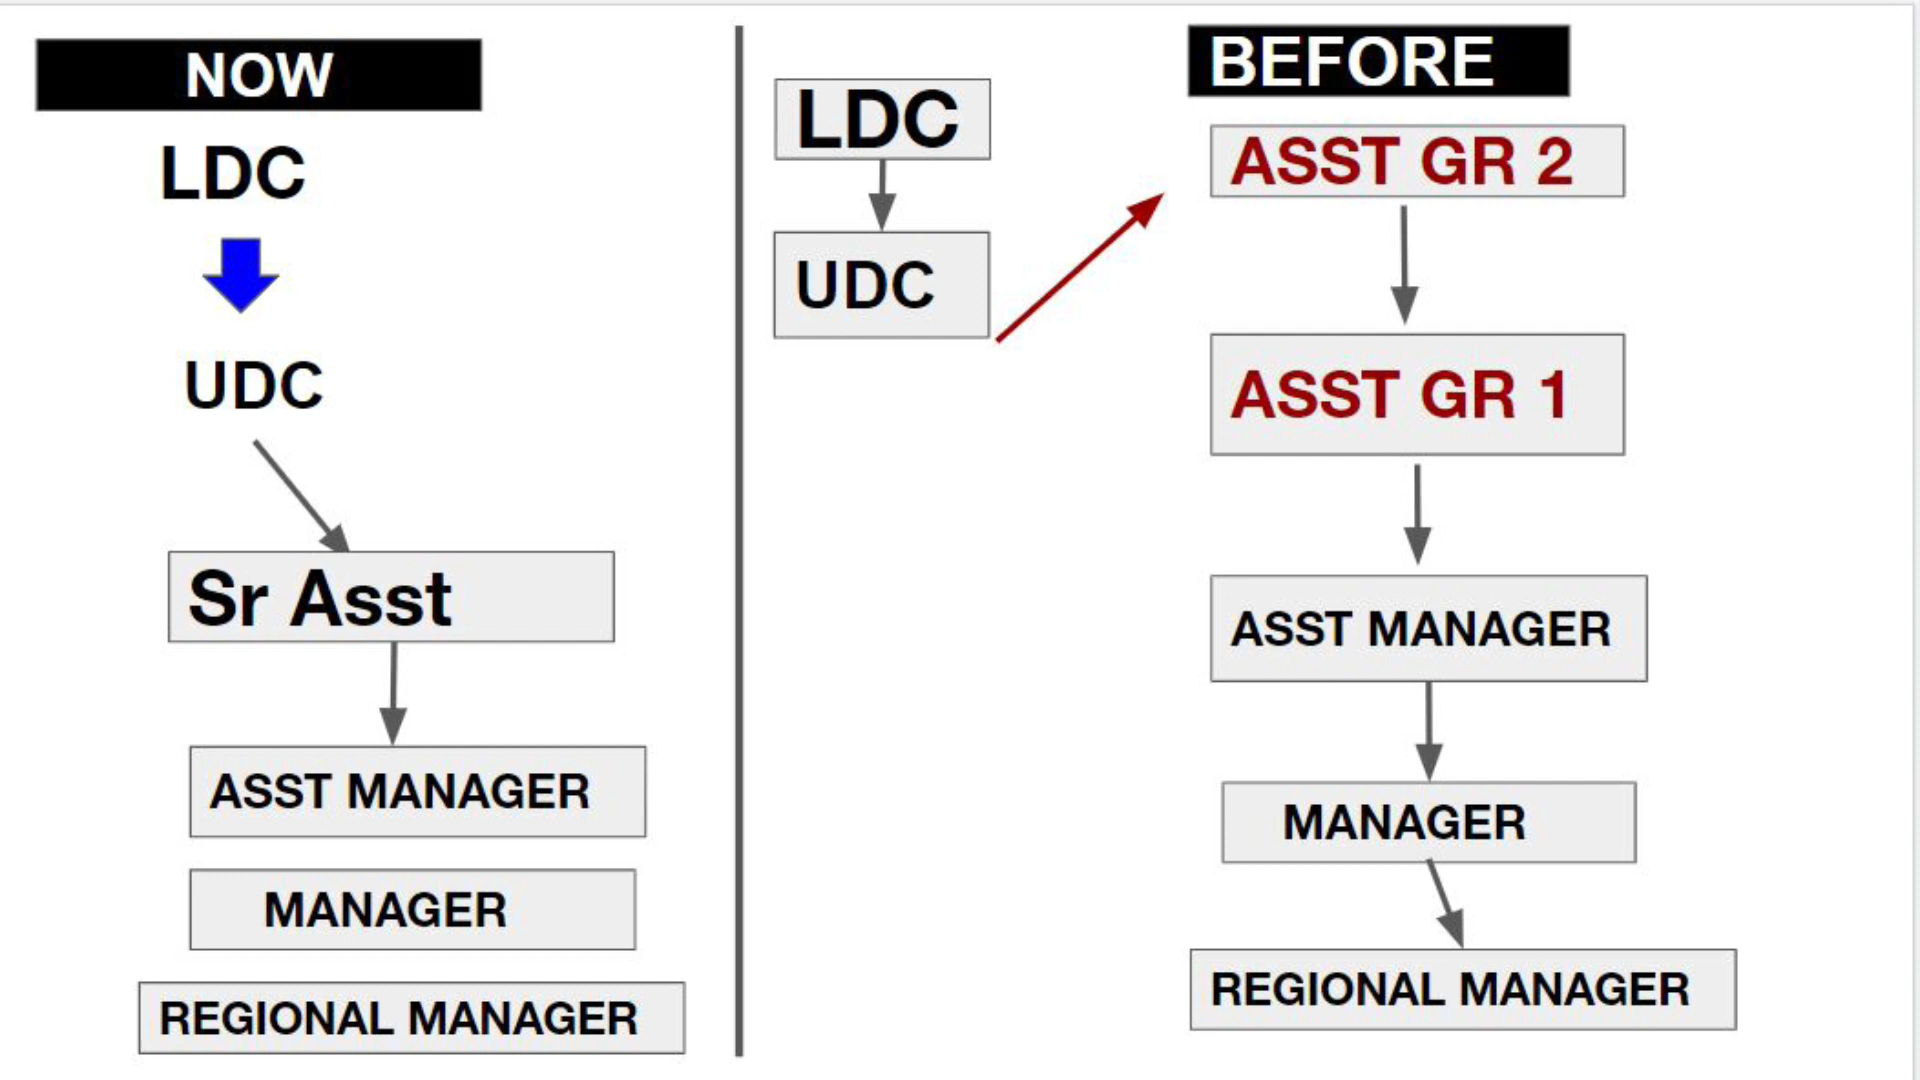 NOW
LDC
UDC
Sr Asst
ASST MANAGER
MANAGER
REGIONAL MANAGER
LDC
UDC
BEFORE
ASST GR 2
ASST GR 1
ASST MANAGER
MANAGER
REGIONAL MANAGER